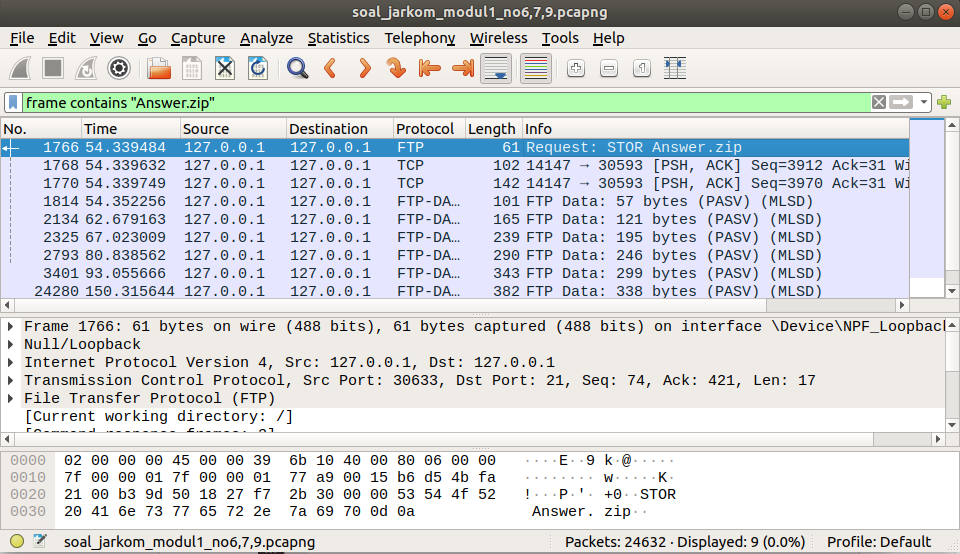 soal_jarkom_modul1_no6,7,9.pcapng
File Edit View Go Capture Analyze Statistics Telephony Wireless Tools Help
frame contains "Answer.zip"
No. Time Source Destination Protocol Length Info
1766 54.339484 127.0.0.1 127.0.0.1 FTP 61 Request: STOR Answer.zip
1768 54.339632 127.0.0.1 127.0.0.1 TCP 102 14147 → 30593 [PSH, ACK] Seq=3912 Ack=31 Wi
1770 54.339749 127.0.0.1 127.0.0.1 TCP 142 14147 → 30593 [PSH, ACK] Seq=3970 Ack=31 Wi
1814 54.352256 127.0.0.1 127.0.0.1 FTP-DA… 101 FTP Data: 57 bytes (PASV) (MLSD)
2134 62.679163 127.0.0.1 127.0.0.1 FTP-DA… 165 FTP Data: 121 bytes (PASV) (MLSD)
2325 67.023009 127.0.0.1 127.0.0.1 FTP-DA… 239 FTP Data: 195 bytes (PASV) (MLSD)
2793 80.838562 127.0.0.1 127.0.0.1 FTP-DA… 290 FTP Data: 246 bytes (PASV) (MLSD)
3401 93.055666 127.0.0.1 127.0.0.1 FTP-DA… 343 FTP Data: 299 bytes (PASV) (MLSD)
24280 150.315644 127.0.0.1 127.0.0.1 FTP-DA… 382 FTP Data: 338 bytes (PASV) (MLSD)
Frame 1766: 61 bytes on wire (488 bits), 61 bytes captured (488 bits) on interface \Device\NPF_Loopback
Null/Loopback
Internet Protocol Version 4, Src: 127.0.0.1, Dst: 127.0.0.1
Transmission Control Protocol, Src Port: 30633, Dst Port: 21, Seq: 74, Ack: 421, Len: 17
File Transfer Protocol (FTP)
[Current working directory: /]
0000 02 00 00 00 45 00 00 39 6b 10 40 00 80 06 00 00 ····E··9 k·@·····
0010 7f 00 00 01 7f 00 00 01 77 a9 00 15 b6 d5 4b fa ········ w·····K·
0020 21 00 b3 9d 50 18 27 f7 2b 30 00 00 53 54 4f 52 !···P·'· +0··STOR
0030 20 41 6e 73 77 65 72 2e 7a 69 70 0d 0a Answer. zip··
soal_jarkom_modul1_no6,7,9.pcapng Packets: 24632 · Displayed: 9 (0.0%) Profile: Default